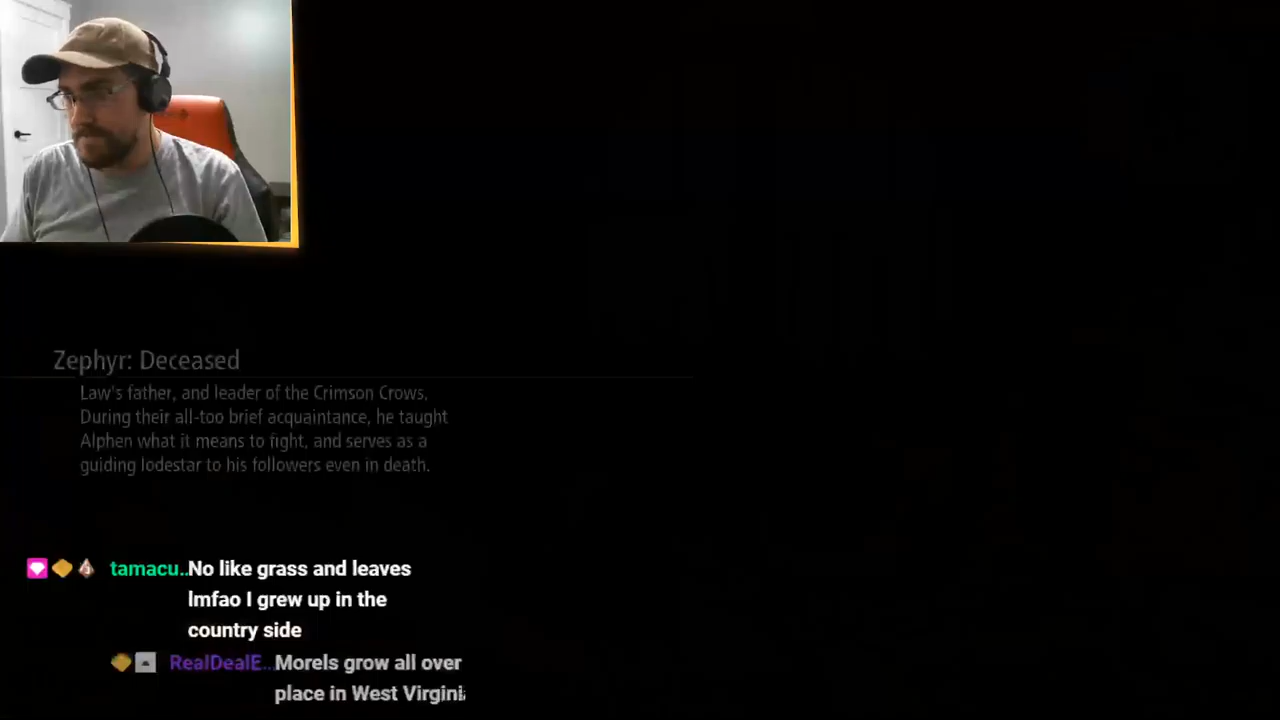 Zephyr: Deceased
Law's father, and leader of the Crimson Crows.
During their all-too brief acquaintance, he taught
Alphen what it means to fight, and serves as a
guiding lodestar to his followers even in death.
tamacu..No like grass and leaves
lmfao I grew up in the
country side
RealDealE...Morels grow all over
place in West Virgini